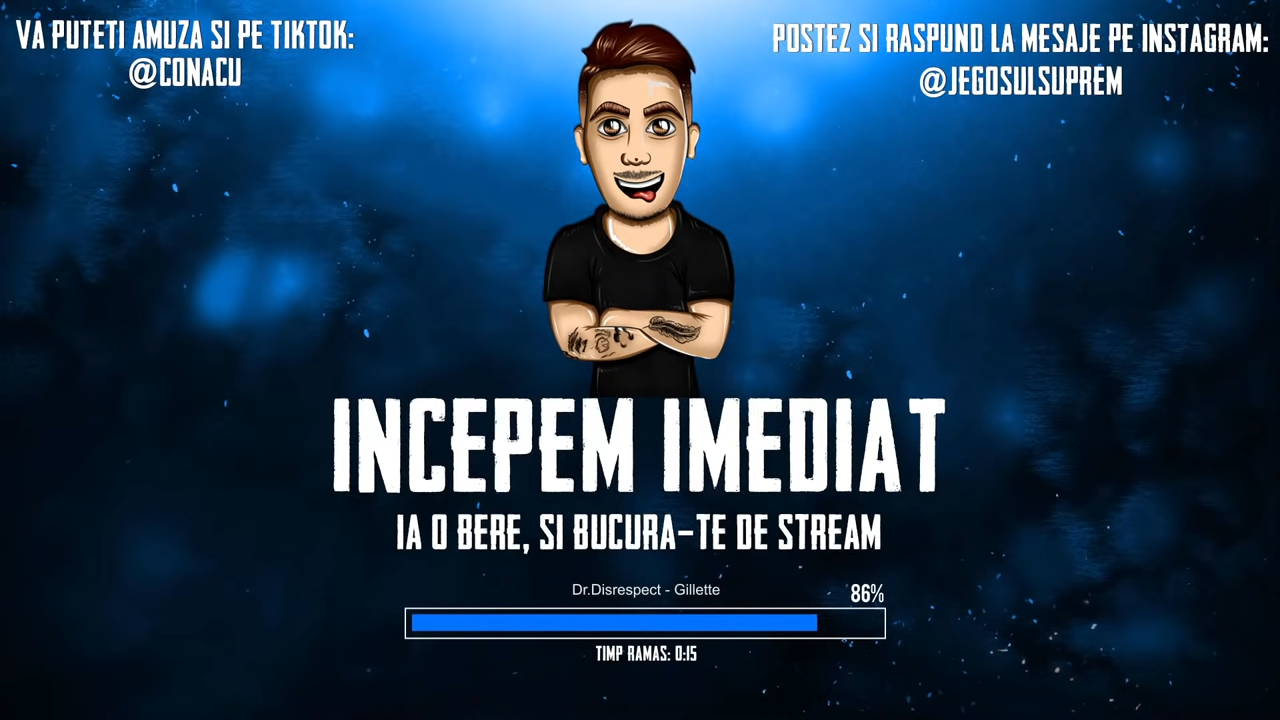 VA PUTETI AMUZA SI PE TIKTOK:
@CONACU
POSTEZ SI RASPUND LA MESAJE PE INSTAGRAM:
@JEGOSULSUPREM
INCEPEM IMEDIAT
IA O BERE, SI BUCURA-TE DE STREAM
Dr.Disrespect - Gillette
86%
TIMP RAMAS: 0:15